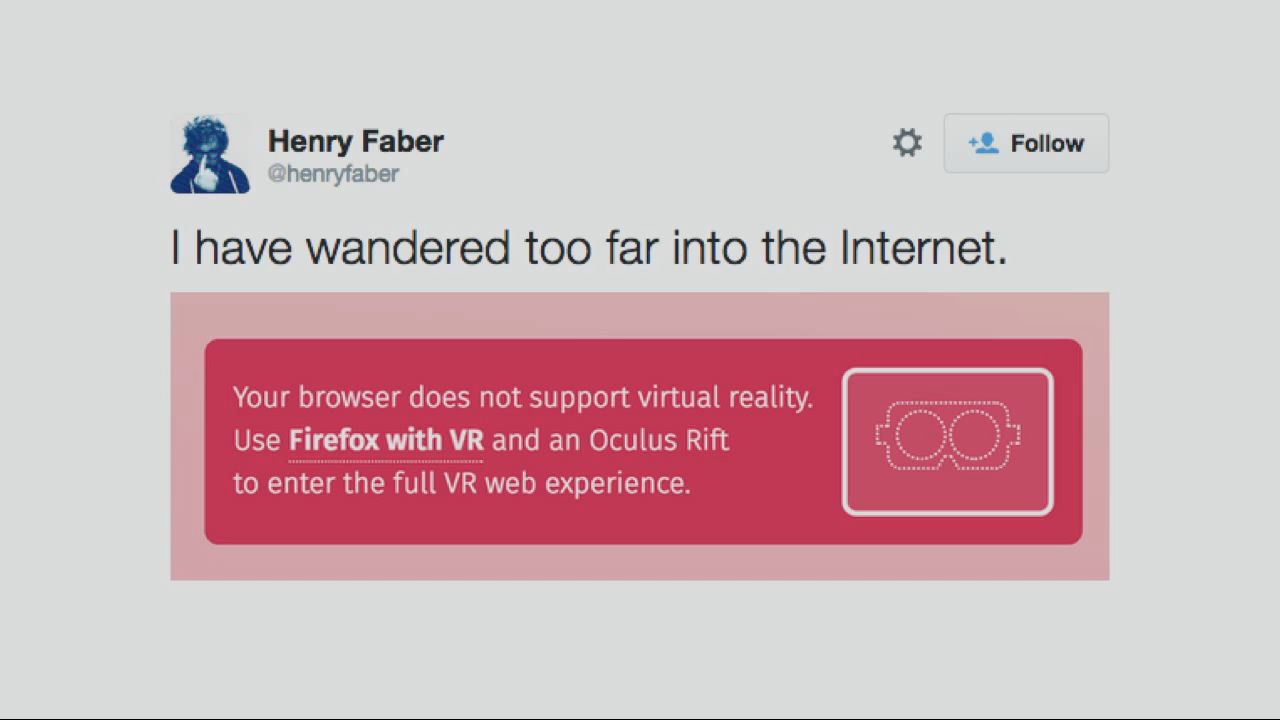 Henry Faber
@henryfaber
Follow
I have wandered too far into the Internet.
Your browser does not support virtual reality.
Use Firefox with VR and an Oculus Rift
to enter the full VR web experience.